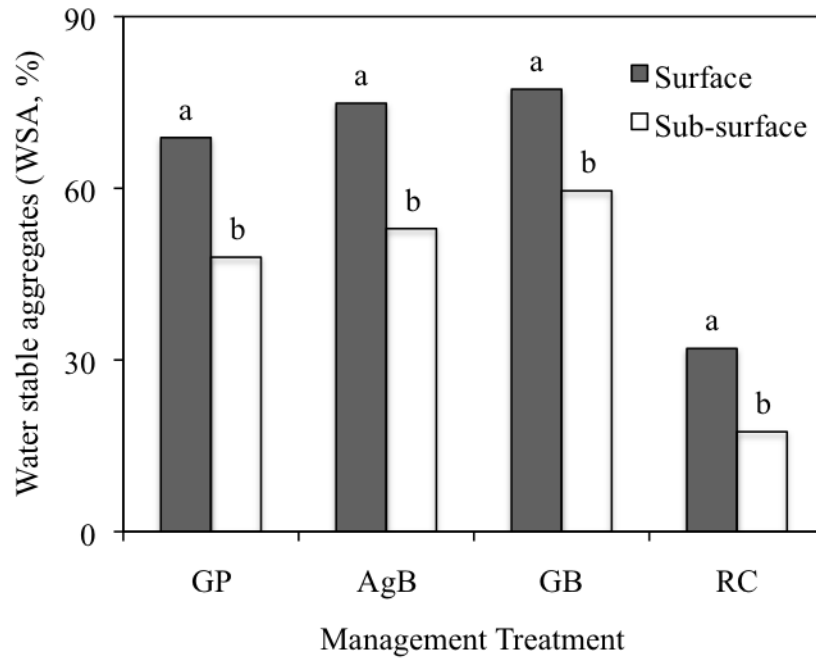 Water stable aggregates (WSA, %)
90
60
30
0
a
b
a
b
a
b
a
b
Surface
Sub-surface
GP
AgB
GB
RC
Management Treatment